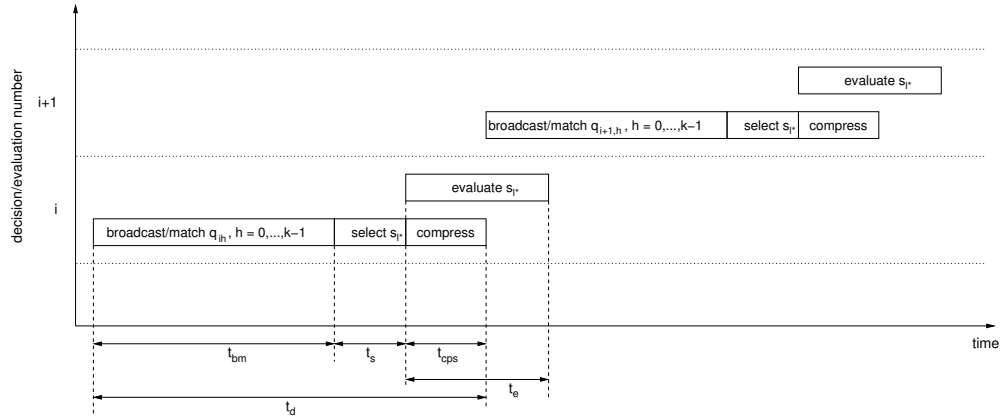 decision/evaluation number
i+1
evaluate s_l*
broadcast/match q_i+1,h , h = 0,...,k−1
select s_l*
compress
i
evaluate s_l*
broadcast/match q_ih , h = 0,...,k−1
select s_l*
compress
time
t_bm
t_s
t_cps
t_e
t_d